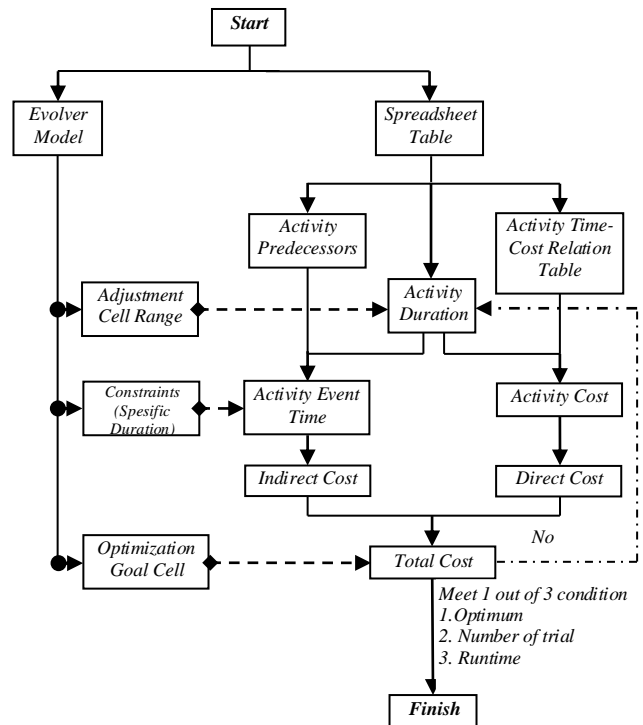 Start
Evolver
Model
Spreadsheet
Table
Activity
Predecessors
Activity Time-
Cost Relation
Table
Adjustment
Cell Range
Activity
Duration
Constraints
(Spesific
Duration)
Activity Event
Time
Activity Cost
Indirect Cost
Direct Cost
No
Optimization
Goal Cell
Total Cost
Meet 1 out of 3 condition
1.Optimum
2. Number of trial
3. Runtime
Finish